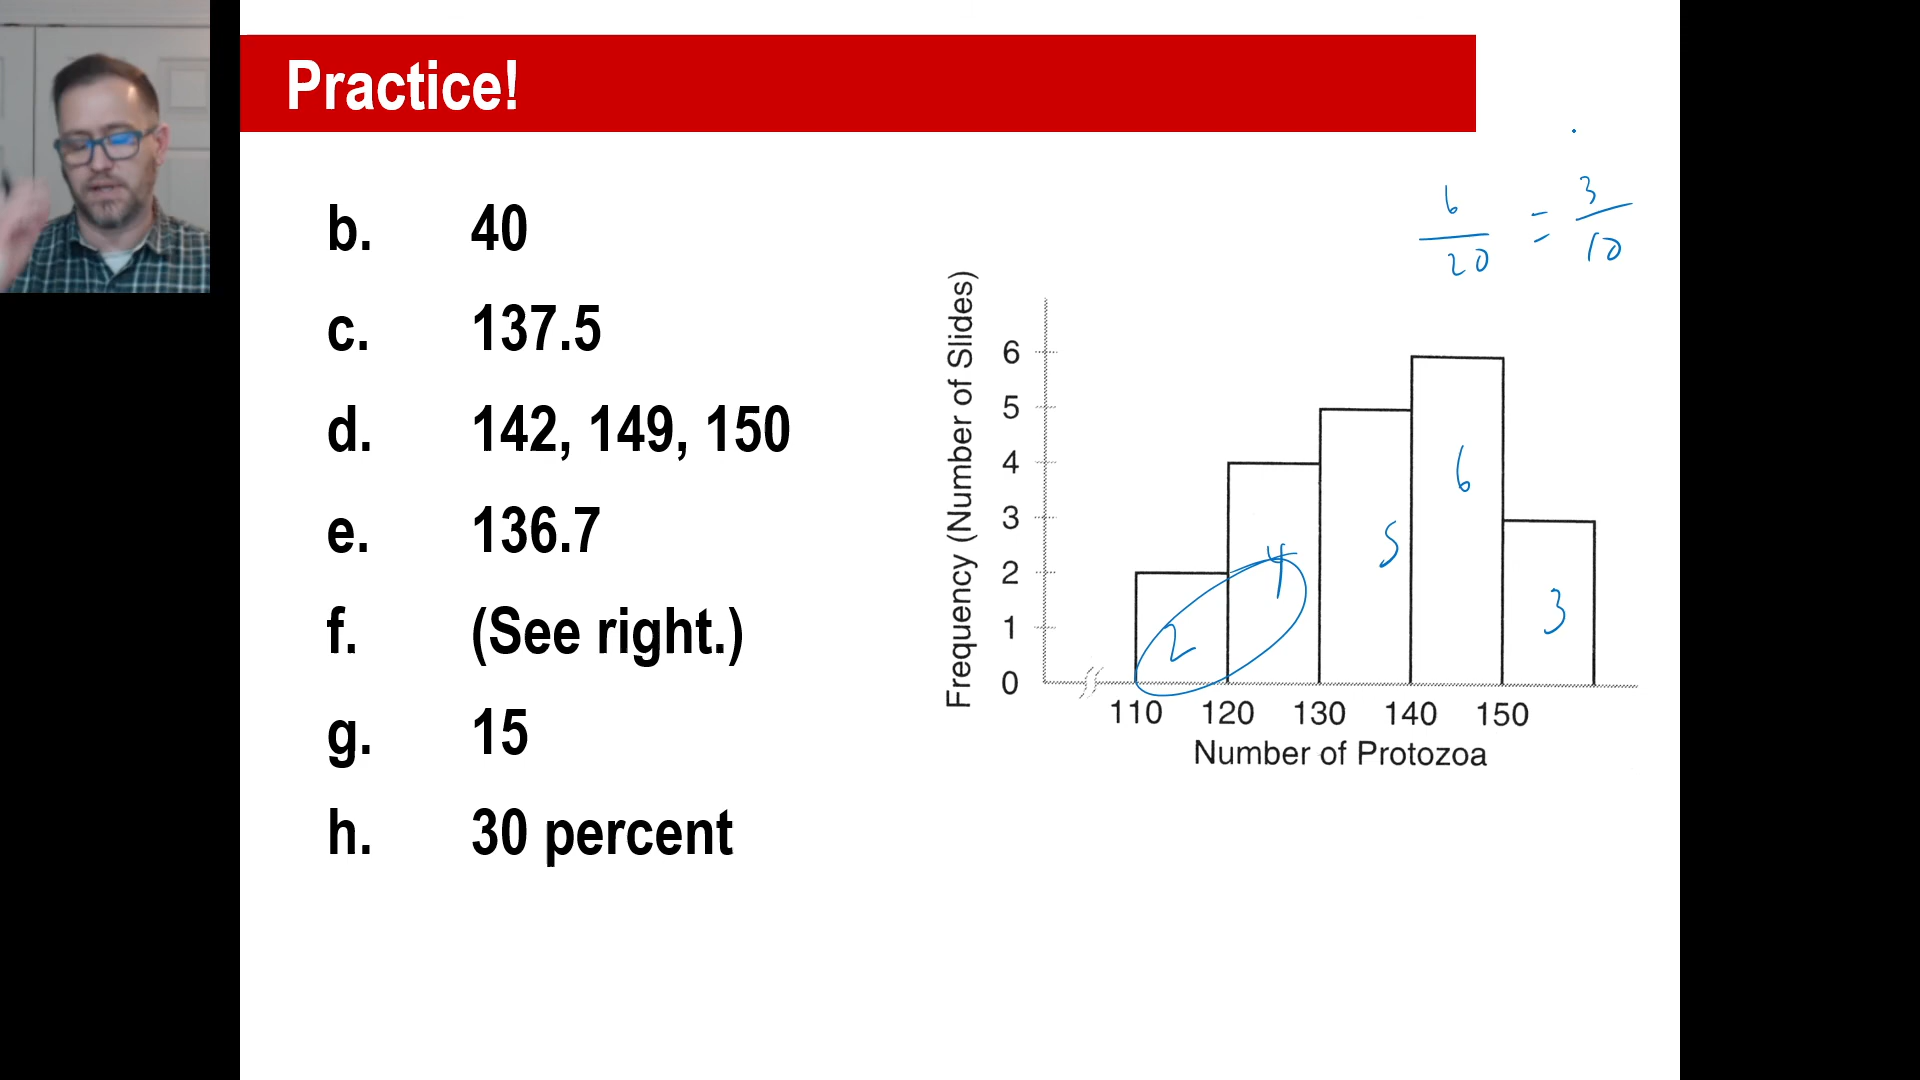 Practice!
b. 40
c. 137.5
d. 142, 149, 150
e. 136.7
f. (See right.)
g. 15
h. 30 percent
6/20 = 3/10
Frequency (Number of Slides)
6
5
4
3
2
1
0
2
4
5
6
3
110 120 130 140 150
Number of Protozoa